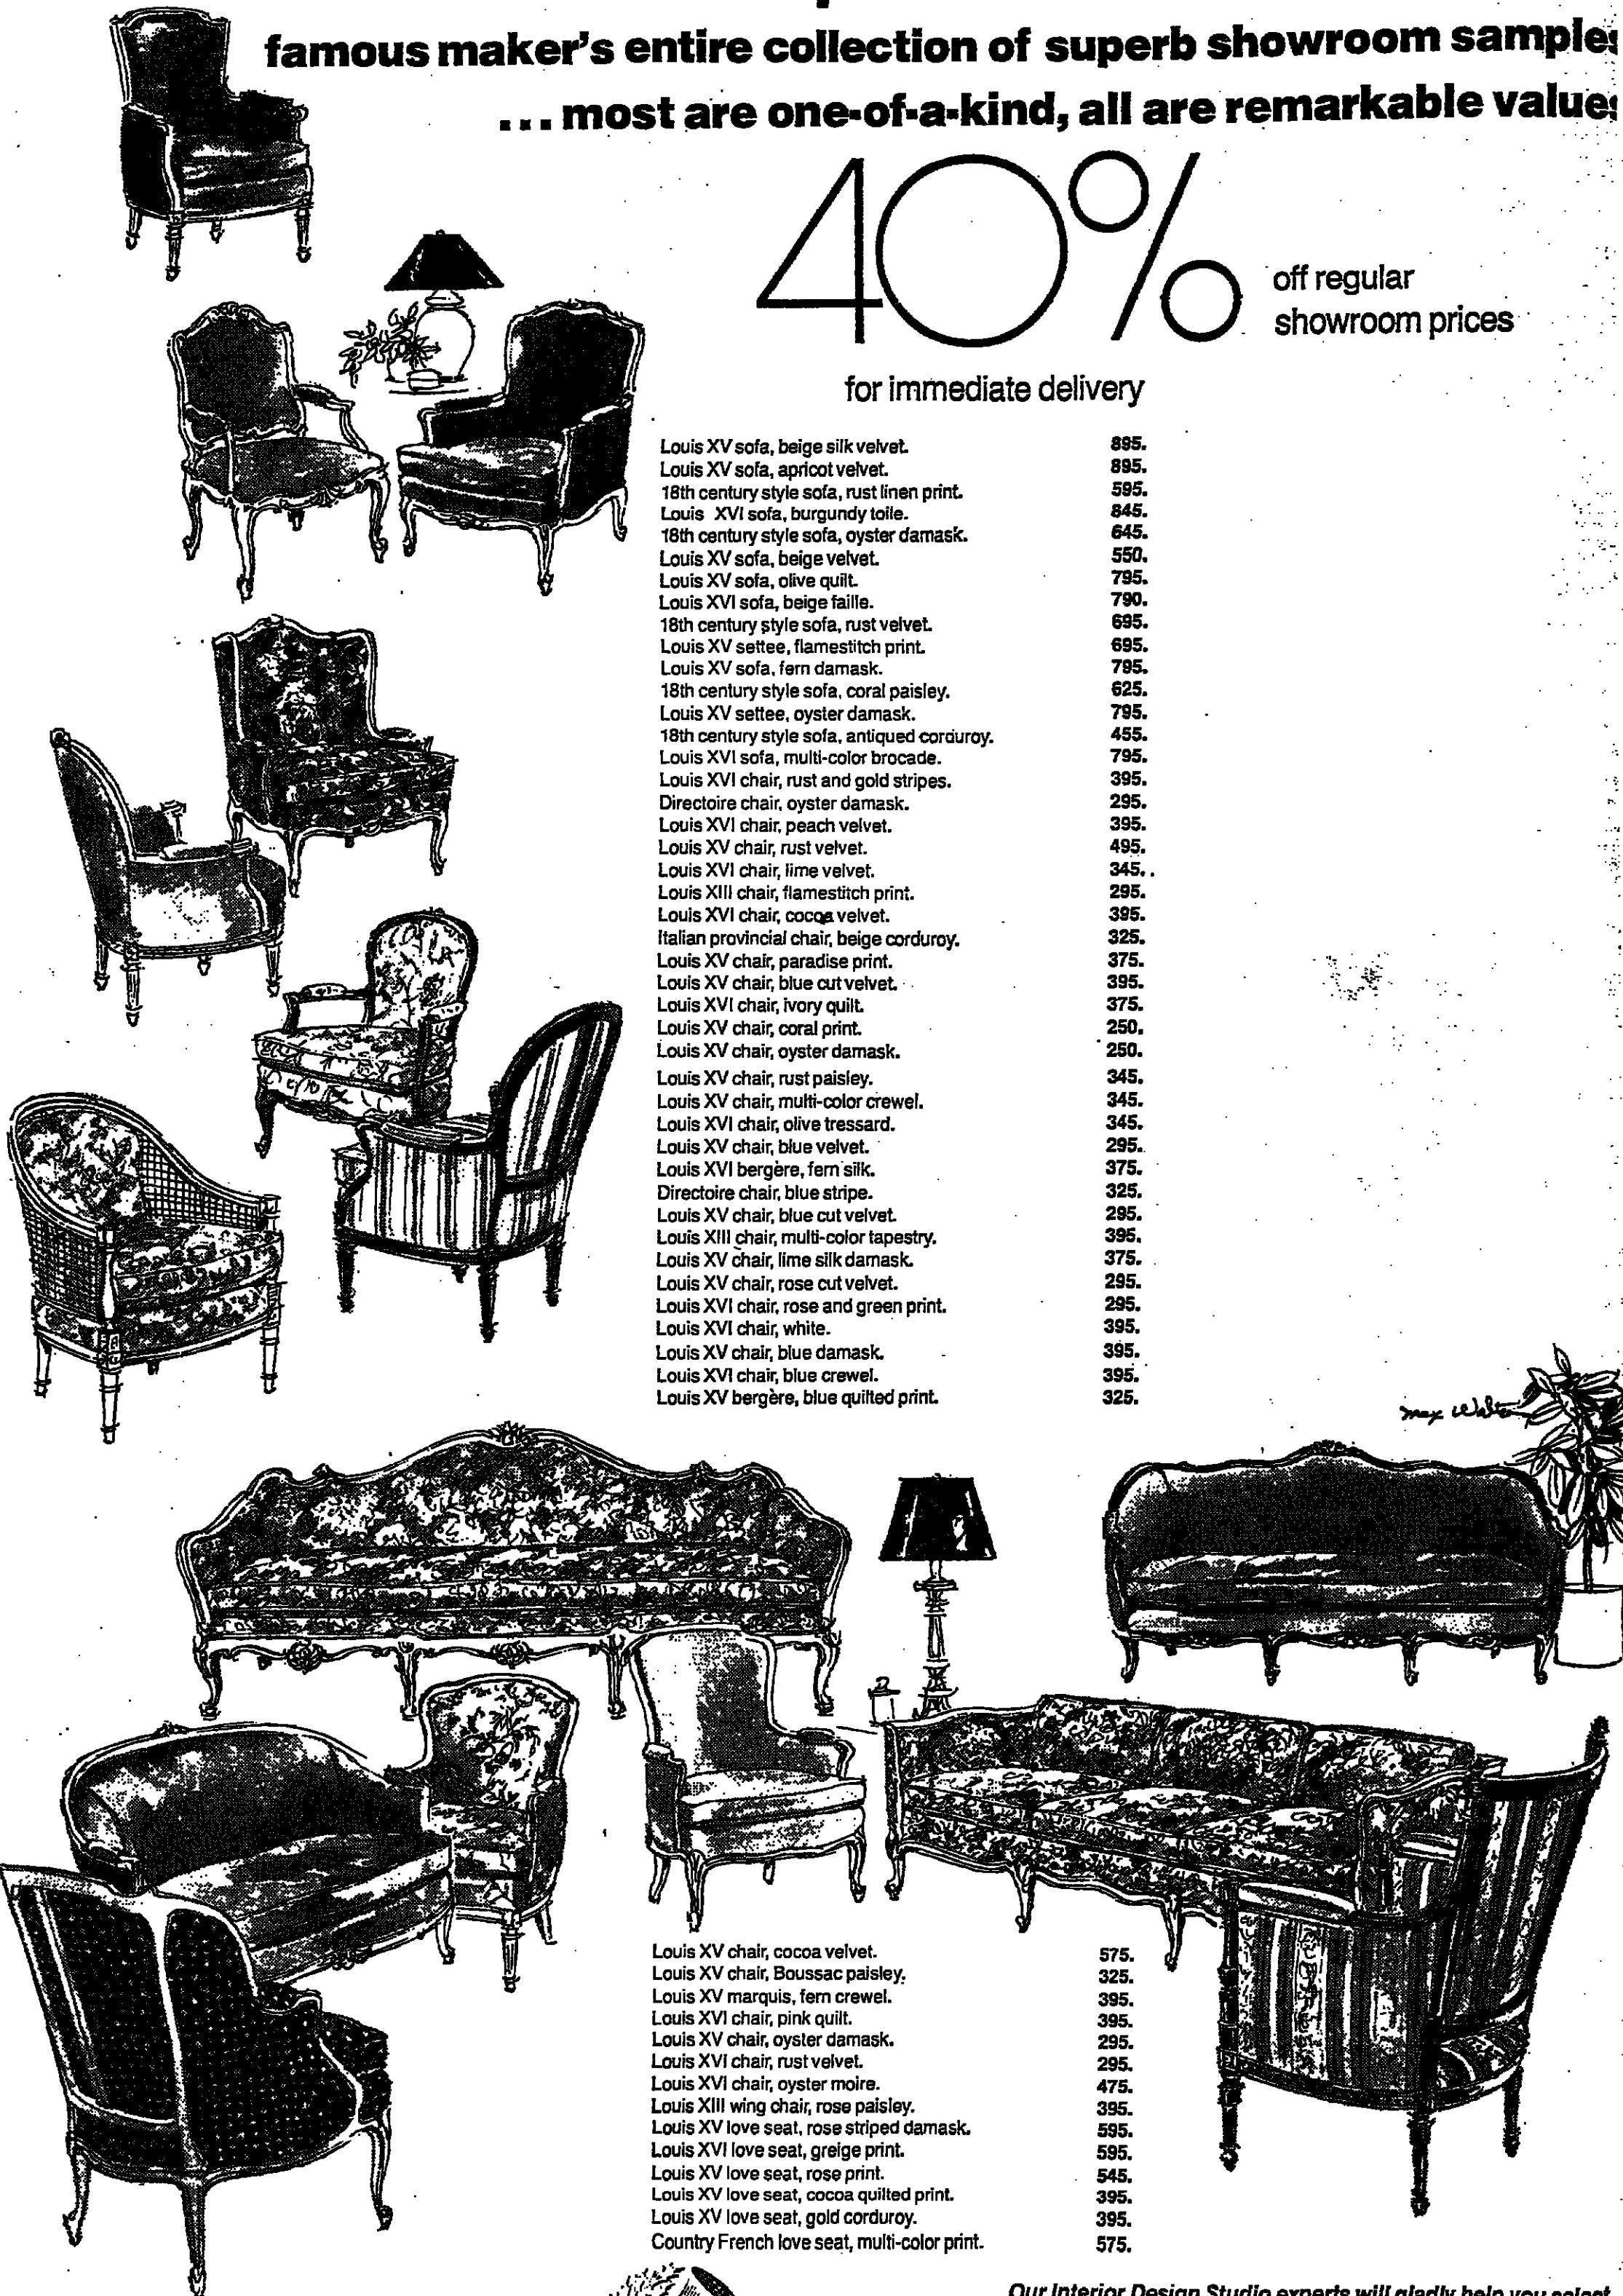 famous maker's entire collection of superb showroom sample
...most are one-of-a-kind, all are remarkable value
40%
off regular
showroom prices
for immediate delivery
Louis XV sofa, beige silk velvet. 895.
Louis XV sofa, apricot velvet. 895.
18th century style sofa, rust linen print. 595.
Louis XVI sofa, burgundy toile. 845.
18th century style sofa, oyster damask. 645.
Louis XV sofa, beige velvet. 550.
Louis XV sofa, olive quilt. 795.
Louis XVI sofa, beige faille. 790.
18th century style sofa, rust velvet. 695.
Louis XV settee, flamestitch print. 695.
Louis XV sofa, fern damask. 795.
18th century style sofa, coral paisley. 625.
Louis XV settee, oyster damask. 795.
18th century style sofa, antiqued corduroy. 455.
Louis XVI sofa, multi-color brocade. 795.
Louis XVI chair, rust and gold stripes. 395.
Directoire chair, oyster damask. 295.
Louis XVI chair, peach velvet. 395.
Louis XV chair, rust velvet. 495.
Louis XVI chair, lime velvet. 345.
Louis XIII chair, flamestitch print. 295.
Louis XVI chair, cocoa velvet. 395.
Italian provincial chair, beige corduroy. 325.
Louis XV chair, paradise print. 375.
Louis XV chair, blue cut velvet. 395.
Louis XVI chair, ivory quilt. 375.
Louis XV chair, coral print. 250.
Louis XV chair, oyster damask. 250.
Louis XV chair, rust paisley. 345.
Louis XV chair, multi-color crewel. 345.
Louis XVI chair, olive tressard. 345.
Louis XV chair, blue velvet. 295.
Louis XVI bergère, fern silk. 375.
Directoire chair, blue stripe. 325.
Louis XV chair, blue cut velvet. 295.
Louis XIII chair, multi-color tapestry. 395.
Louis XV chair, lime silk damask. 375.
Louis XV chair, rose cut velvet. 295.
Louis XVI chair, rose and green print. 295.
Louis XVI chair, white. 395.
Louis XV chair, blue damask. 395.
Louis XVI chair, blue crewel. 395.
Louis XV bergère, blue quilted print. 325.
Max
Louis XV chair, cocoa velvet. 575.
Louis XV chair, Boussac paisley. 325.
Louis XV marquis, fern crewel. 395.
Louis XVI chair, pink quilt. 395.
Louis XV chair, oyster damask. 295.
Louis XVI chair, rust velvet. 295.
Louis XVI chair, oyster moire. 475.
Louis XIII wing chair, rose paisley. 395.
Louis XV love seat, rose striped damask. 595.
Louis XVI love seat, greige print. 595.
Louis XV love seat, rose print. 545.
Louis XV love seat, cocoa quilted print. 395.
Louis XV love seat, gold corduroy. 395.
Country French love seat, multi-color print. 575.
Our Interior Design Studio experts will gladly help you select